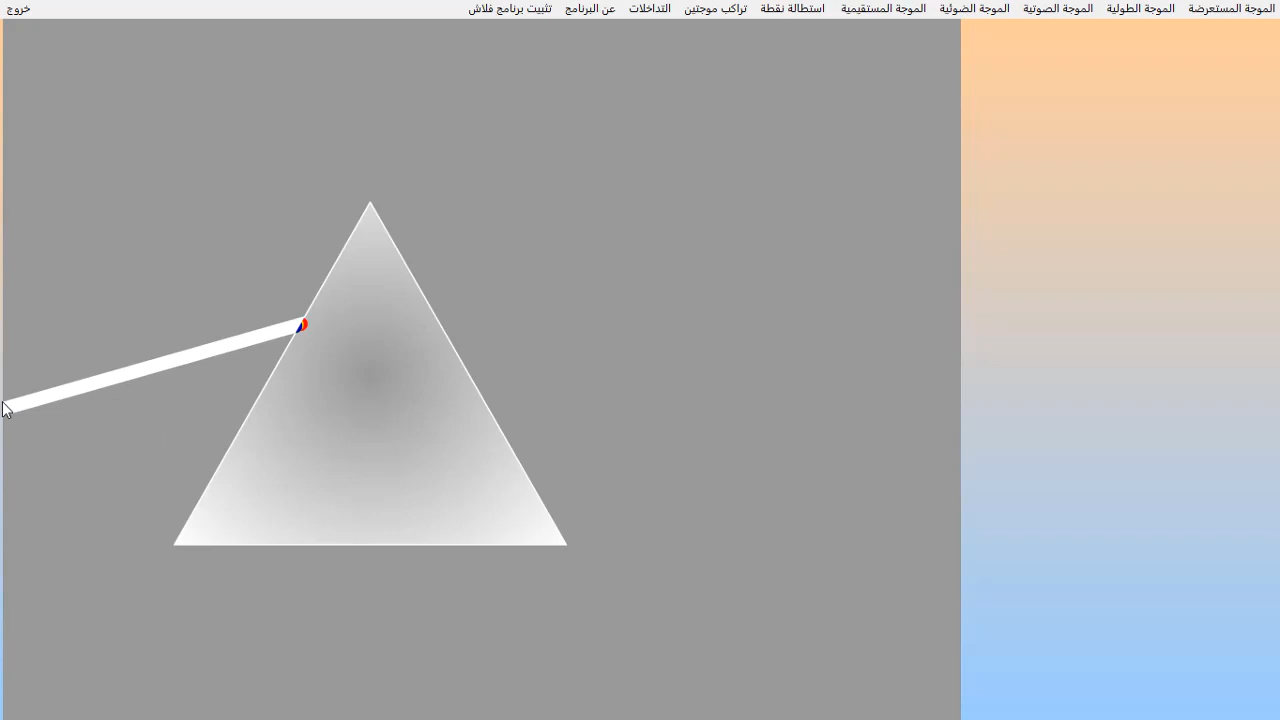 الموجة المستعرضة الموجة الطولية الموجة الصوتية الموجة الضوئية الموجة المستقيمية استطالة نقطة تراكب موجتين التداخلات عن البرنامج تثبيت برنامج فلاش خروج